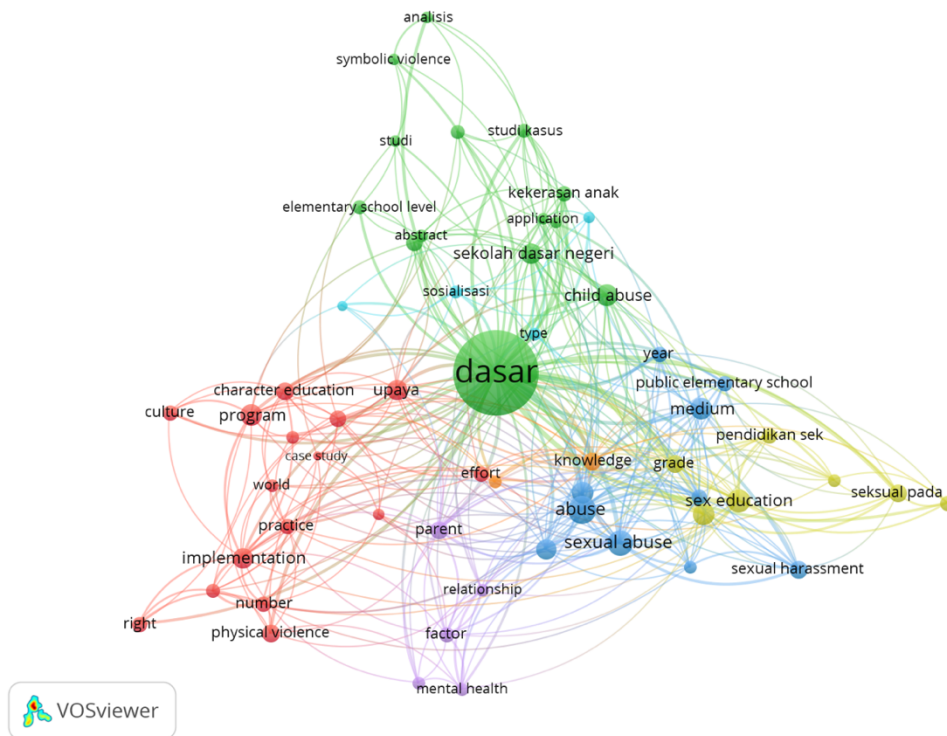 analisis
symbolic violence
studi
studi kasus
kekerasan anak
elementary school level
application
abstract
sekolah dasar negeri
sosialisasi
child abuse
type
dasar
year
public elementary school
character education
upaya
culture
program
medium
case study
pendidikan sek
effort
knowledge
grade
world
seksual pada
practice
parent
abuse
sex education
implementation
sexual abuse
sexual harassment
relationship
number
right
physical violence
factor
mental health
VOSviewer